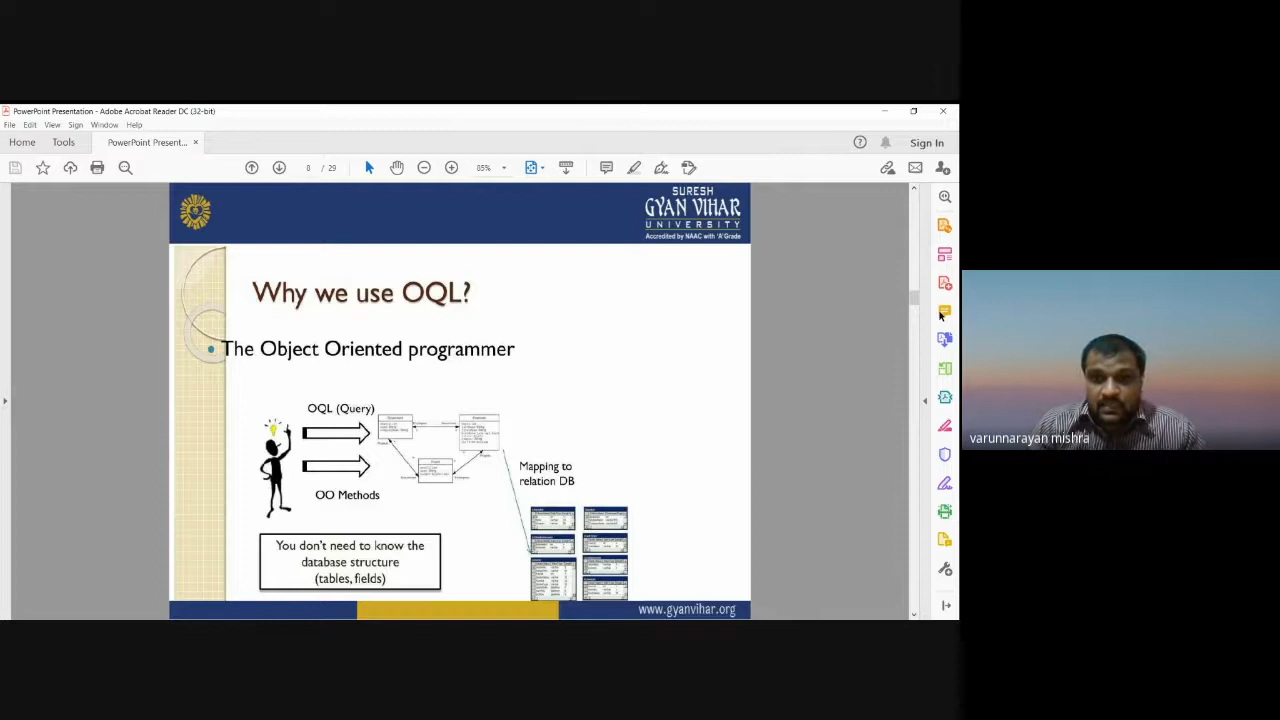 PowerPoint Presentation - Adobe Acrobat Reader DC (32-bit)
File Edit View Sign Window Help
Home Tools PowerPoint Present... ×
Sign In
8 / 29
85%
SURESH
GYAN VIHAR
UNIVERSITY
Accredited by NAAC with 'A' Grade
Why we use OQL?
• The Object Oriented programmer
OQL (Query)
OO Methods
Mapping to
relation DB
You don't need to know the
database structure
(tables, fields)
www.gyanvihar.org
varunnarayan mishra